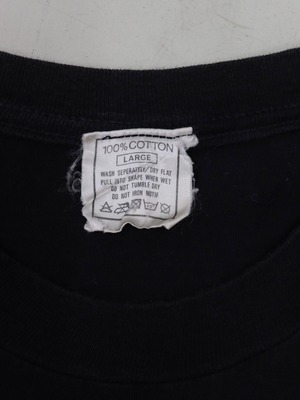 100% COTTON
LARGE
WASH SEPERATELY/DRY FLAT
PULL INTO SHAPE WHEN WET
DO NOT TUMBLE DRY
DO NOT IRON MOTIF